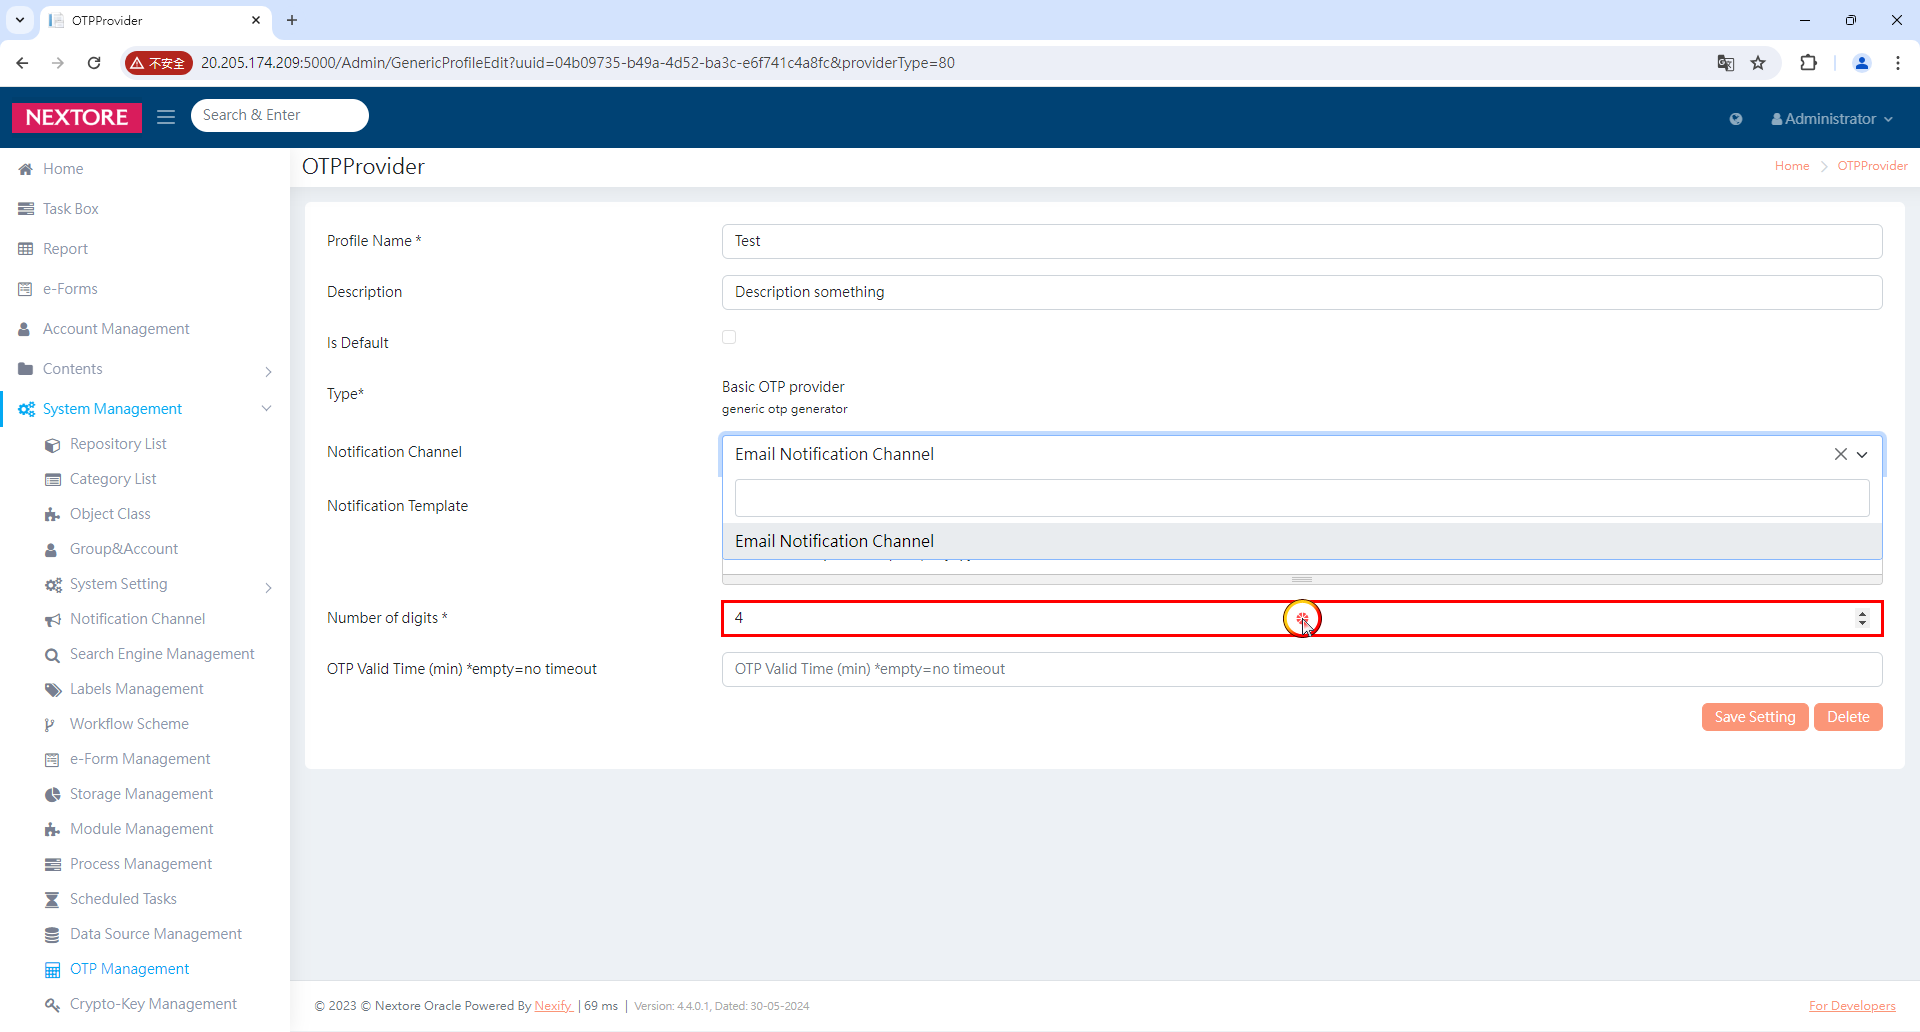 OTPProvider
不安全
20.205.174.209:5000/Admin/GenericProfileEdit?uuid=04b09735-b49a-4d52-ba3c-e6f741c4a8fc&providerType=80
NEXTORE
Search & Enter
Administrator
Home
Task Box
Report
e-Forms
Account Management
Contents
System Management
Repository List
Category List
Object Class
Group&Account
System Setting
Notification Channel
Search Engine Management
Labels Management
Workflow Scheme
e-Form Management
Storage Management
Module Management
Process Management
Scheduled Tasks
Data Source Management
OTP Management
Crypto-Key Management
OTPProvider
Home > OTPProvider
Profile Name *
Test
Description
Description something
Is Default
Type*
Basic OTP provider
generic otp generator
Notification Channel
Email Notification Channel
Email Notification Channel
Notification Template
Number of digits *
4
OTP Valid Time (min) *empty=no timeout
OTP Valid Time (min) *empty=no timeout
Save Setting
Delete
© 2023 © Nextore Oracle Powered By Nexify | 69 ms | Version: 4.4.0.1, Dated: 30-05-2024
For Developers